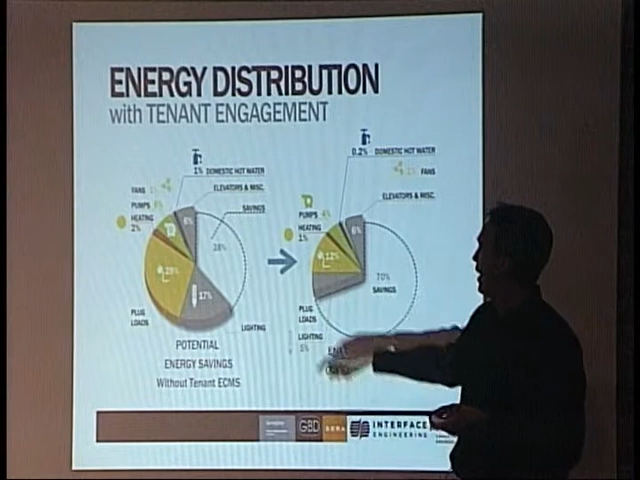 ENERGY DISTRIBUTION
with TENANT ENGAGEMENT
1% DOMESTIC HOT WATER
FANS
ELEVATORS & MISC.
PUMPS
SAVINGS
HEATING
2%
6%
28%
17%
PLUG
LOADS
LIGHTING
POTENTIAL
ENERGY SAVINGS
Without Tenant ECMS
0.2% DOMESTIC HOT WATER
FANS
ELEVATORS & MISC.
PUMPS
HEATING
1%
6%
12%
70%
SAVINGS
PLUG
LOADS
LIGHTING
GBD
SERA
INTERFACE
ENGINEERING